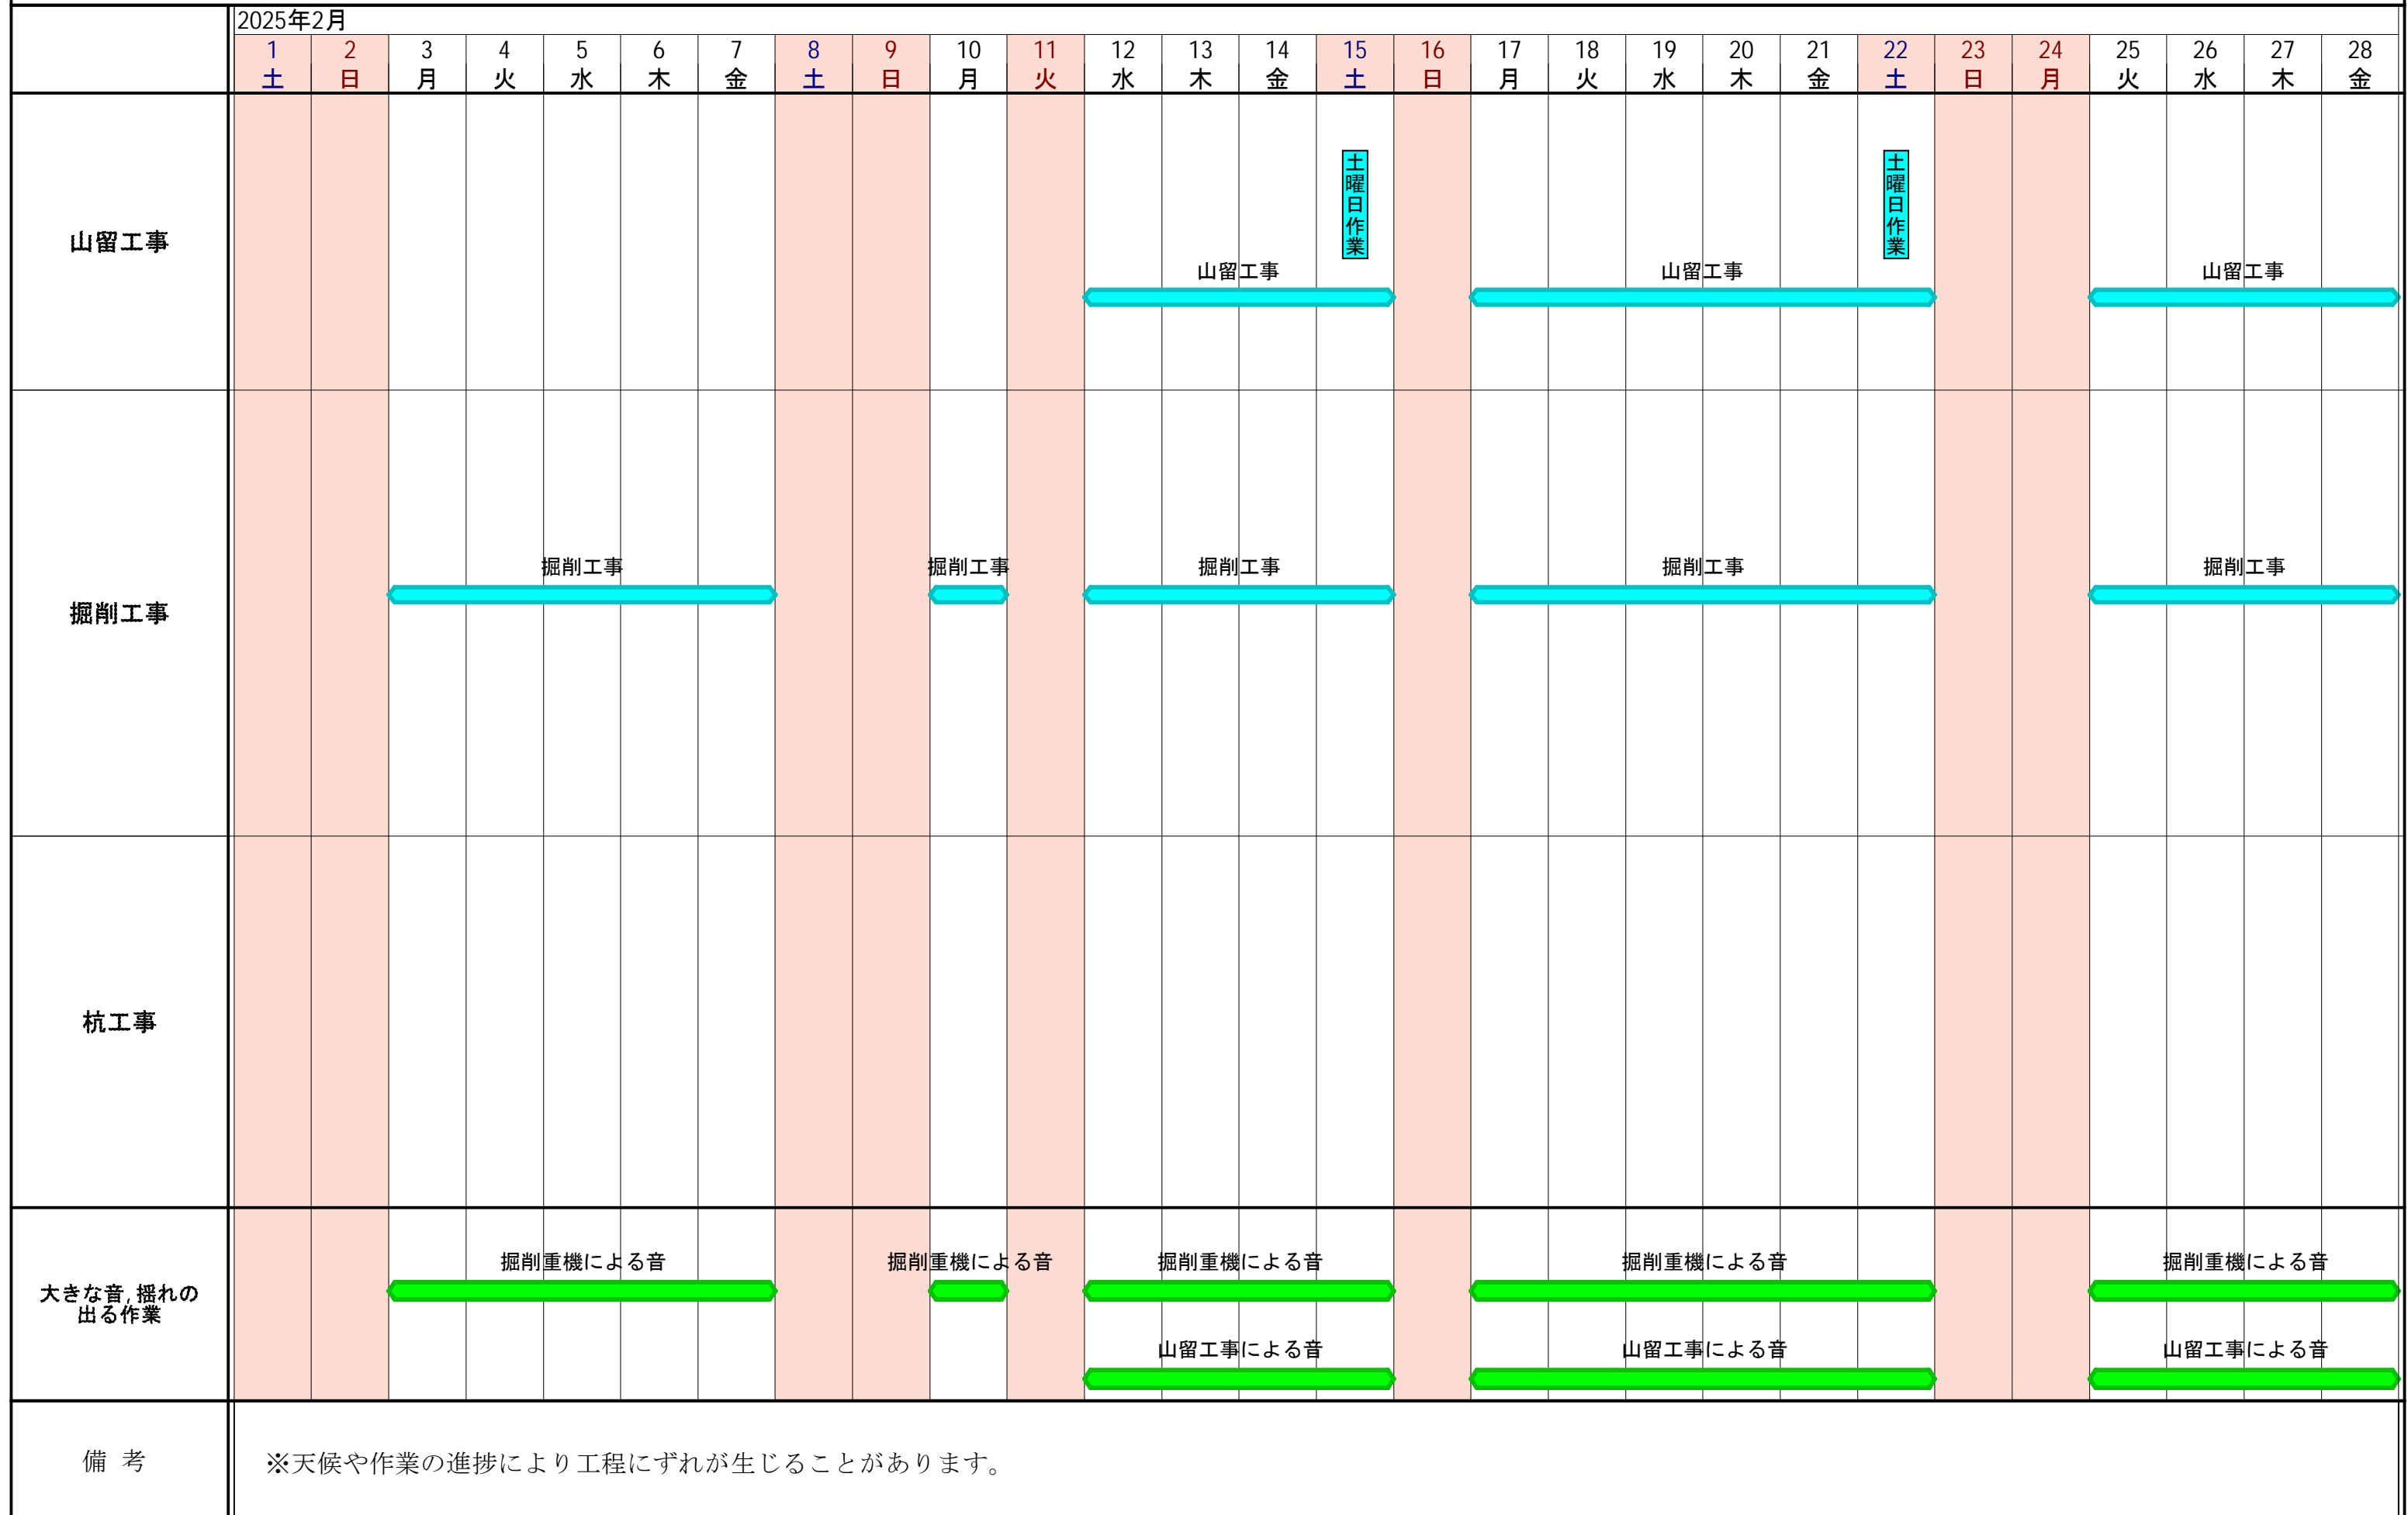 2025年2月
1 2 3 4 5 6 7 8 9 10 11 12 13 14 15 16 17 18 19 20 21 22 23 24 25 26 27 28
土 日 月 火 水 木 金 土 日 月 火 水 木 金 土 日 月 火 水 木 金 土 日 月 火 水 木 金
土曜日作業
土曜日作業
山留工事
山留工事 山留工事 山留工事
掘削工事 掘削工事 掘削工事 掘削工事 掘削工事
掘削工事
杭工事
掘削重機による音 掘削重機による音 掘削重機による音 掘削重機による音 掘削重機による音
大きな音,揺れの
出る作業
山留工事による音 山留工事による音 山留工事による音
備 考
※天候や作業の進捗により工程にずれが生じることがあります。